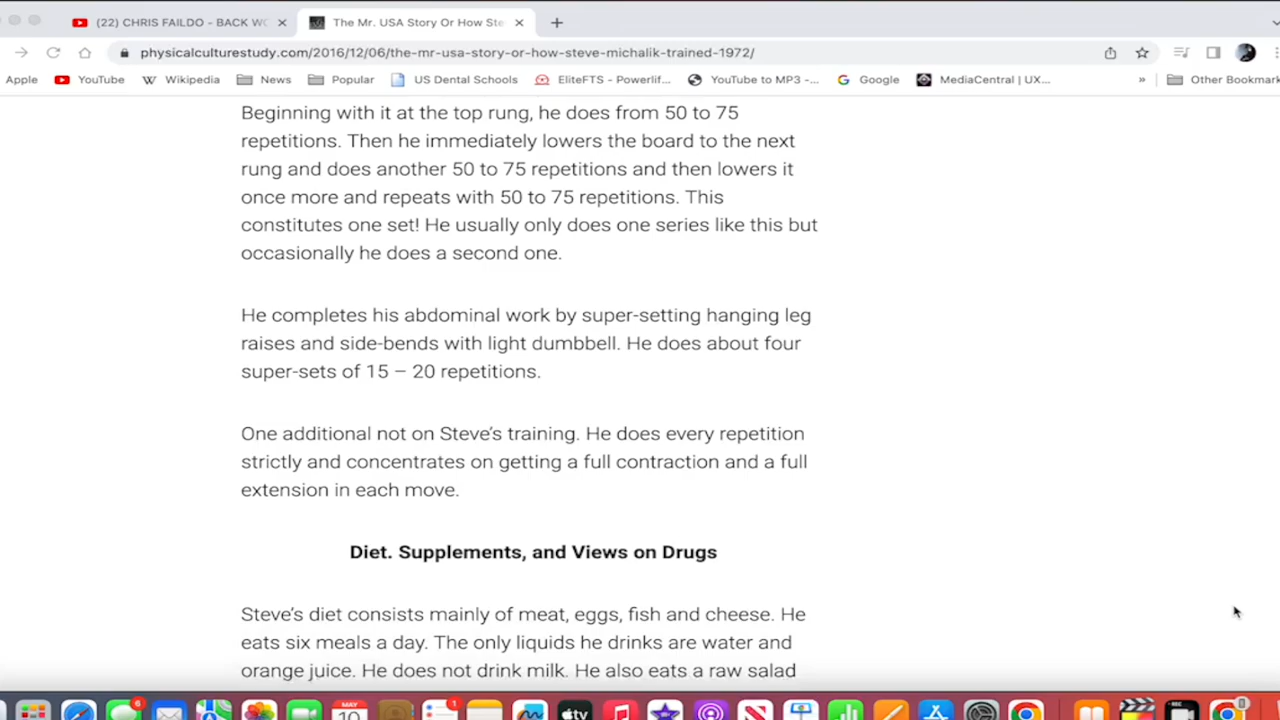 (22) CHRIS FAILDO - BACK WO
The Mr. USA Story Or How Ste
physicalculturestudy.com/2016/12/06/the-mr-usa-story-or-how-steve-michalik-trained-1972/
Apple
YouTube
Wikipedia
News
Popular
US Dental Schools
EliteFTS - Powerlif...
YouTube to MP3 -...
Google
MediaCentral | UX...
»
Other Bookmark
Beginning with it at the top rung, he does from 50 to 75
repetitions. Then he immediately lowers the board to the next
rung and does another 50 to 75 repetitions and then lowers it
once more and repeats with 50 to 75 repetitions. This
constitutes one set! He usually only does one series like this but
occasionally he does a second one.
He completes his abdominal work by super-setting hanging leg
raises and side-bends with light dumbbell. He does about four
super-sets of 15 – 20 repetitions.
One additional not on Steve’s training. He does every repetition
strictly and concentrates on getting a full contraction and a full
extension in each move.
Diet. Supplements, and Views on Drugs
Steve’s diet consists mainly of meat, eggs, fish and cheese. He
eats six meals a day. The only liquids he drinks are water and
orange juice. He does not drink milk. He also eats a raw salad
MAY
10
tv